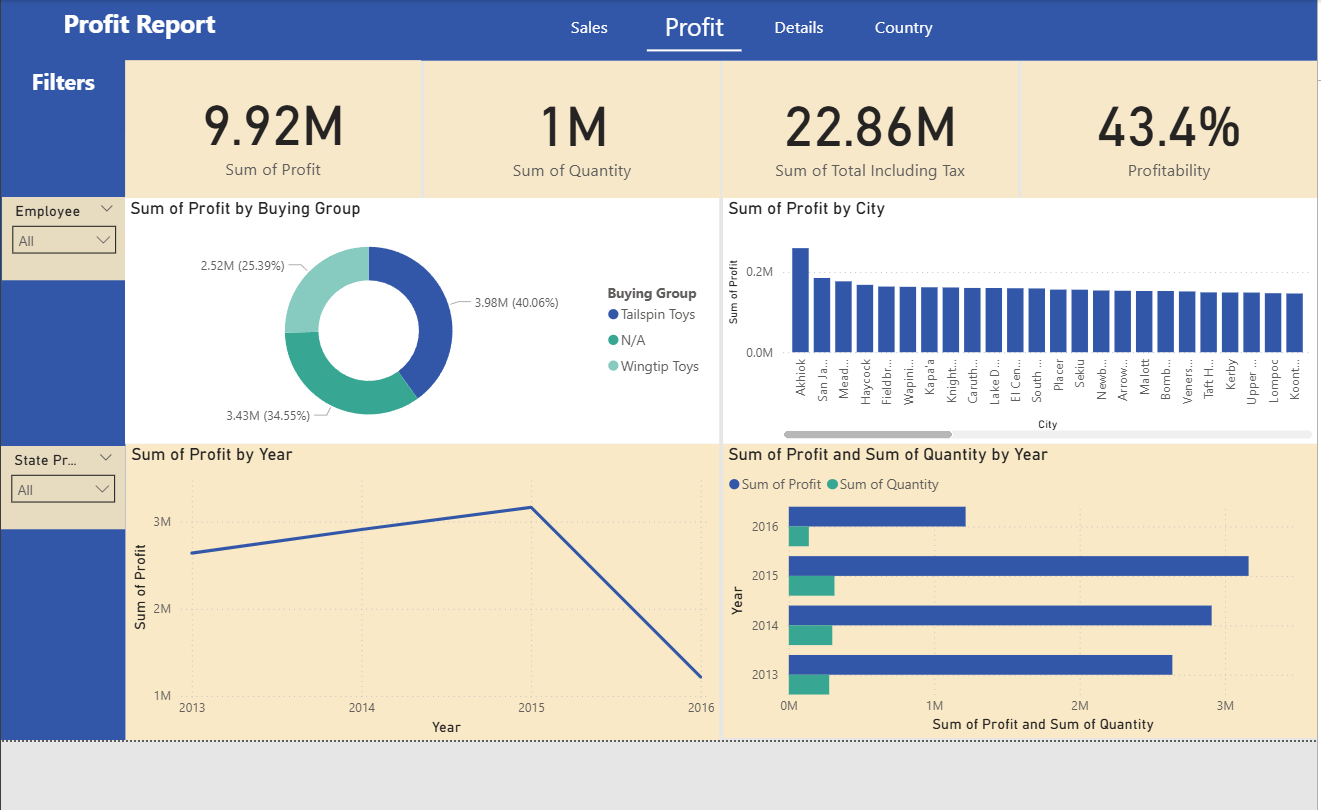 Profit Report
Sales
Profit
Details
Country
Filters
9.92M
Sum of Profit
1M
Sum of Quantity
22.86M
Sum of Total Including Tax
43.4%
Profitability
Employee
All
State Pr...
All
Sum of Profit by Buying Group
2.52M (25.39%)
3.98M (40.06%)
3.43M (34.55%)
Buying Group
Tailspin Toys
N/A
Wingtip Toys
Sum of Profit by City
Sum of Profit
0.2M
0.0M
Akhiok
San Ja...
Mead...
Haycock
Fieldbr...
Wapini...
Kapa'a
Knight...
Caruth...
Lake D...
El Cen...
South ...
Placer
Sekiu
Newb...
Arrow...
Malott
Bomb...
Veners...
Taft H...
Kerby
Upper ...
Lompoc
Koont...
City
Sum of Profit by Year
Sum of Profit
3M
2M
1M
2013
2014
2015
2016
Year
Sum of Profit and Sum of Quantity by Year
Sum of Profit
Sum of Quantity
Year
2016
2015
2014
2013
0M
1M
2M
3M
Sum of Profit and Sum of Quantity